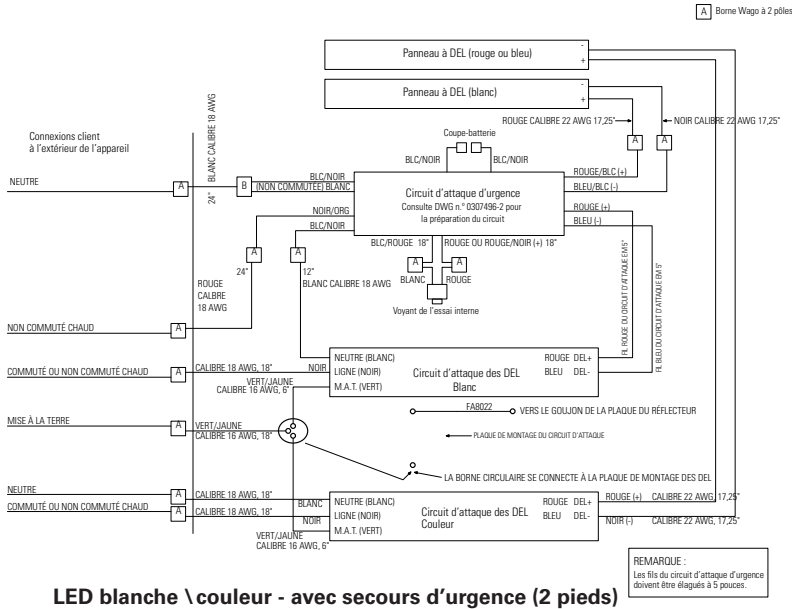 A Borne Wago à 2 pôles
Panneau à DEL (rouge ou bleu)
-
+
Panneau à DEL (blanc)
-
+
ROUGE CALIBRE 22 AWG 17,25"
NOIR CALIBRE 22 AWG 17,25"
Connexions client
à l'extérieur de l'appareil
24" BLANC CALIBRE 18 AWG
Coupe-batterie
BLC/NOIR
BLC/NOIR
A
A
NEUTRE
A
B
BLC/NOIR
(NON COMMUTÉE) BLANC
NOIR/ORG
BLC/NOIR
Circuit d'attaque d'urgence
Consulte DWG n.° 0307496-2 pour
la préparation du circuit
ROUGE/BLC (+)
BLEU/BLC (-)
ROUGE (+)
BLEU (-)
BLC/ROUGE 18"
ROUGE OU ROUGE/NOIR (+) 18"
A
A
A
A
24"
12"
BLANC
ROUGE
ROUGE
CALBRE
18 AWG
BLANC CALIBRE 18 AWG
Voyant de l'essai interne
FIL ROUGE OU CIRCUIT D'ATTAQUE EM 5"
FIL BLEU OU CIRCUIT D'ATTAQUE EM 5"
NON COMMUTÉ CHAUD
A
COMMUTÉ OU NON COMMUTÉ CHAUD
A
CALIBRE 18 AWG, 18"
NOIR
VERT/JAUNE
CALIBRE 16 AWG, 6"
NEUTRE (BLANC)
LIGNE (NOIR)
M.A.T. (VERT)
Circuit d'attaque des DEL
Blanc
ROUGE DEL+
BLEU DEL-
MISE À LA TERRE
A
VERT/JAUNE
CALIBRE 16 AWG, 18"
FA8022
VERS LE GOUJON DE LA PLAQUE DU RÉFLECTEUR
PLAQUE DE MONTAGE DU CIRCUIT D'ATTAQUE
LA BORNE CIRCULAIRE SE CONNECTE À LA PLAQUE DE MONTAGE DES DEL
NEUTRE
A
CALIBRE 18 AWG, 18"
COMMUTÉ OU NON COMMUTÉ CHAUD
A
CALIBRE 18 AWG, 18"
BLANC
NOIR
VERT/JAUNE
CALIBRE 16 AWG, 6"
NEUTRE (BLANC)
LIGNE (NOIR)
M.A.T. (VERT)
Circuit d'attaque des DEL
Couleur
ROUGE DEL+
BLEU DEL-
ROUGE (+) CALIBRE 22 AWG, 17,25"
NOIR (-) CALIBRE 22 AWG, 17,25"
REMARQUE :
Les fils du circuit d'attaque d'urgence
doivent être élagués à 5 pouces.
LED blanche \ couleur - avec secours d'urgence (2 pieds)